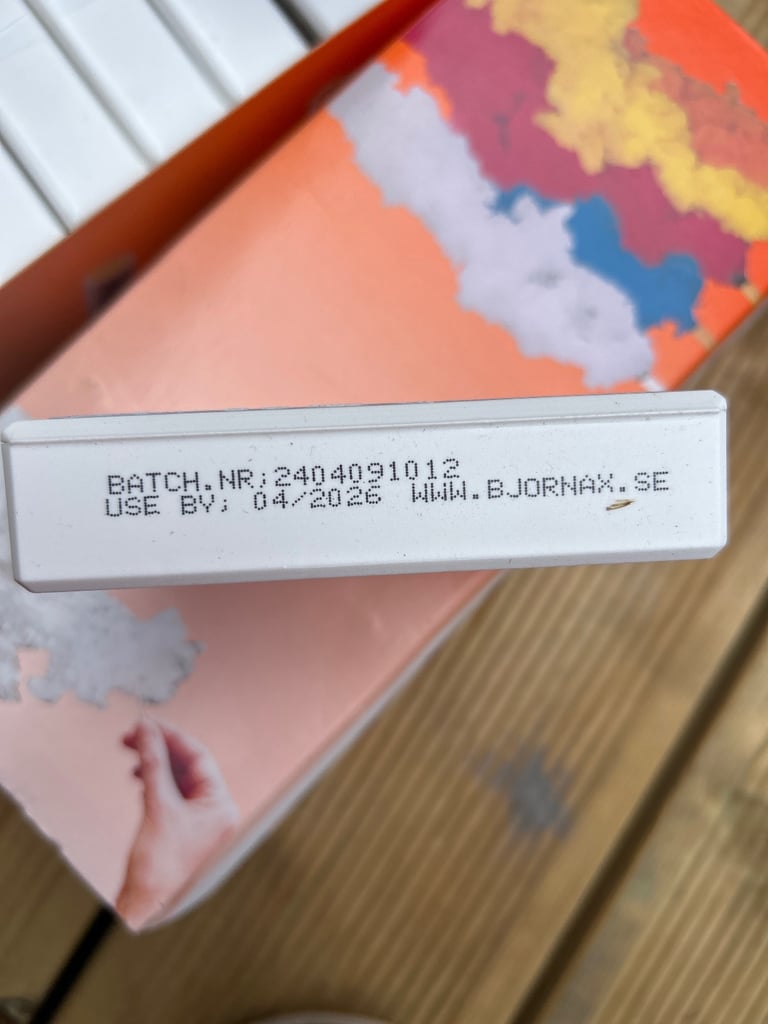 BATCH.NR;2404091012
USE BY; 04/2026 WWW.BJORNAX.SE